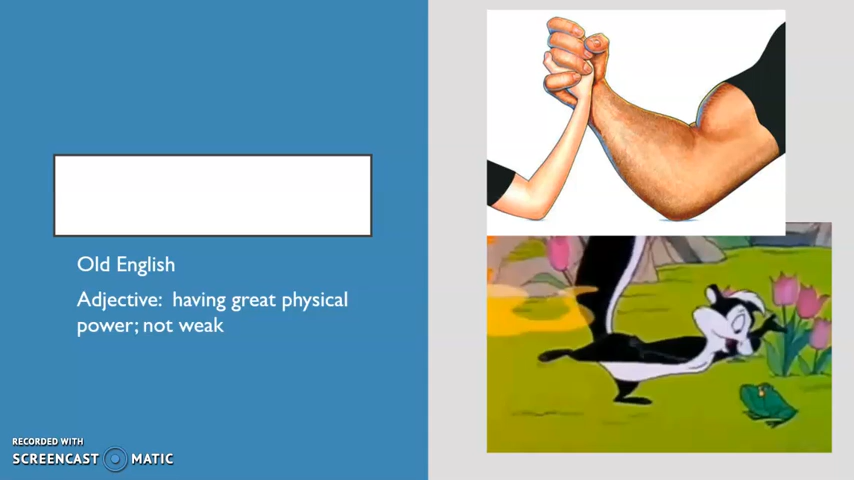 Old English
Adjective:  having great physical
power; not weak
RECORDED WITH
SCREENCAST MATIC